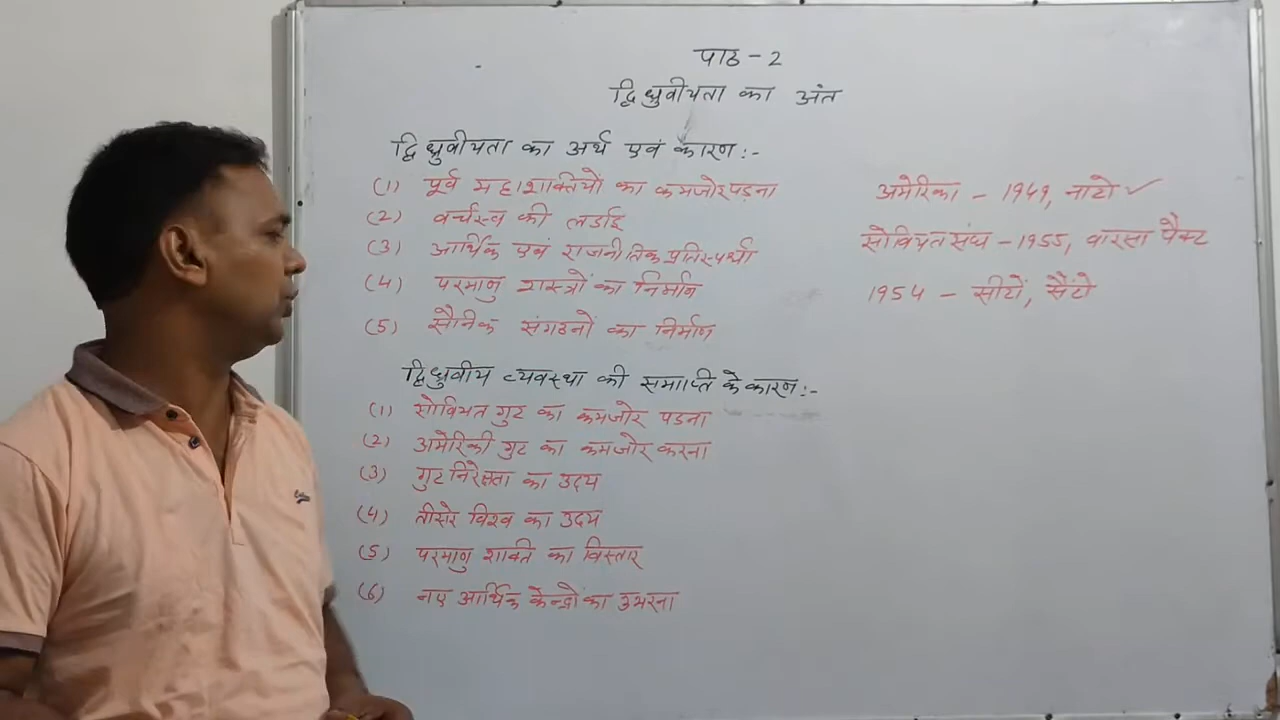 पाठ - 2
द्विध्रुवीयता का अंत
द्विध्रुवीयता का अर्थ एवं कारण :-
(1) पूर्व महाशक्तियों का कमजोर पड़ना
(2) वर्चस्व की लडाई
(3) आर्थिक एवं राजनीतिक प्रतिस्पर्धा
(4) परमाणु शस्त्रों का निर्माण
(5) सैनिक संगठनों का निर्माण
द्विध्रुवीय व्यवस्था की समाप्ति के कारण :-
(1) सोवियत गुट का कमजोर पडना
(2) अमेरिकी गुट का कमजोर करना
(3) गुट निरेक्षता का उदय
(4) तीसरे विश्व का उदय
(5) परमाणु शक्ति का विस्तार
(6) नए आर्थिक केन्द्रो का उभरना
अमेरिका - 1949, नाटो ✓
सोवियत संघ - 1955, वारसा पैक्ट
1954 - सीटों, सैंटो